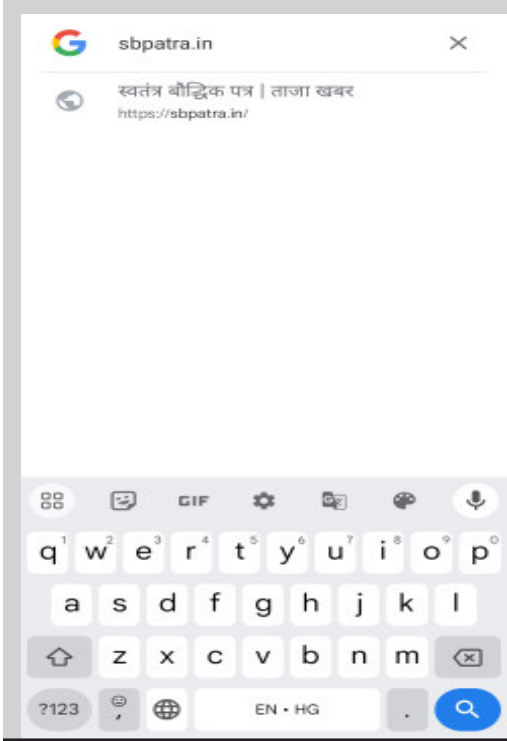 sbpatra.in
स्वतंत्र बौद्धिक पत्र | ताजा खबर
https://sbpatra.in/
GIF
q1 w2 e3 r4 t5 y6 u7 i8 o9 p0
a s d f g h j k l
z x c v b n m
?123 , EN • HG .